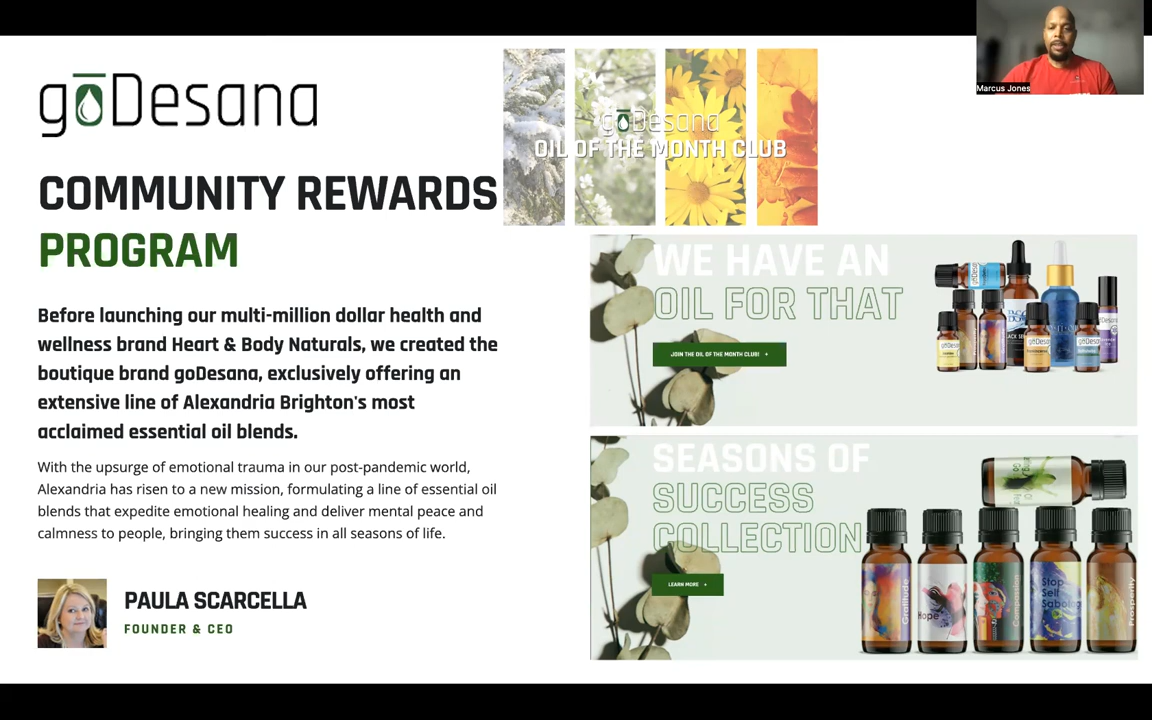 gōDesana
COMMUNITY REWARDS
PROGRAM
Before launching our multi-million dollar health and
wellness brand Heart & Body Naturals, we created the
boutique brand goDesana, exclusively offering an
extensive line of Alexandria Brighton's most
acclaimed essential oil blends.
With the upsurge of emotional trauma in our post-pandemic world,
Alexandria has risen to a new mission, formulating a line of essential oil
blends that expedite emotional healing and deliver mental peace and
calmness to people, bringing them success in all seasons of life.
PAULA SCARCELLA
FOUNDER & CEO
gōDesana
OIL OF THE MONTH CLUB
Marcus Jones
WE HAVE AN
OIL FOR THAT
JOIN THE OIL OF THE MONTH CLUB! +
SEASONS OF
SUCCESS
COLLECTION
LEARN MORE +
Gratitude
Hope
Compassion
Stop
Self
Prosperity